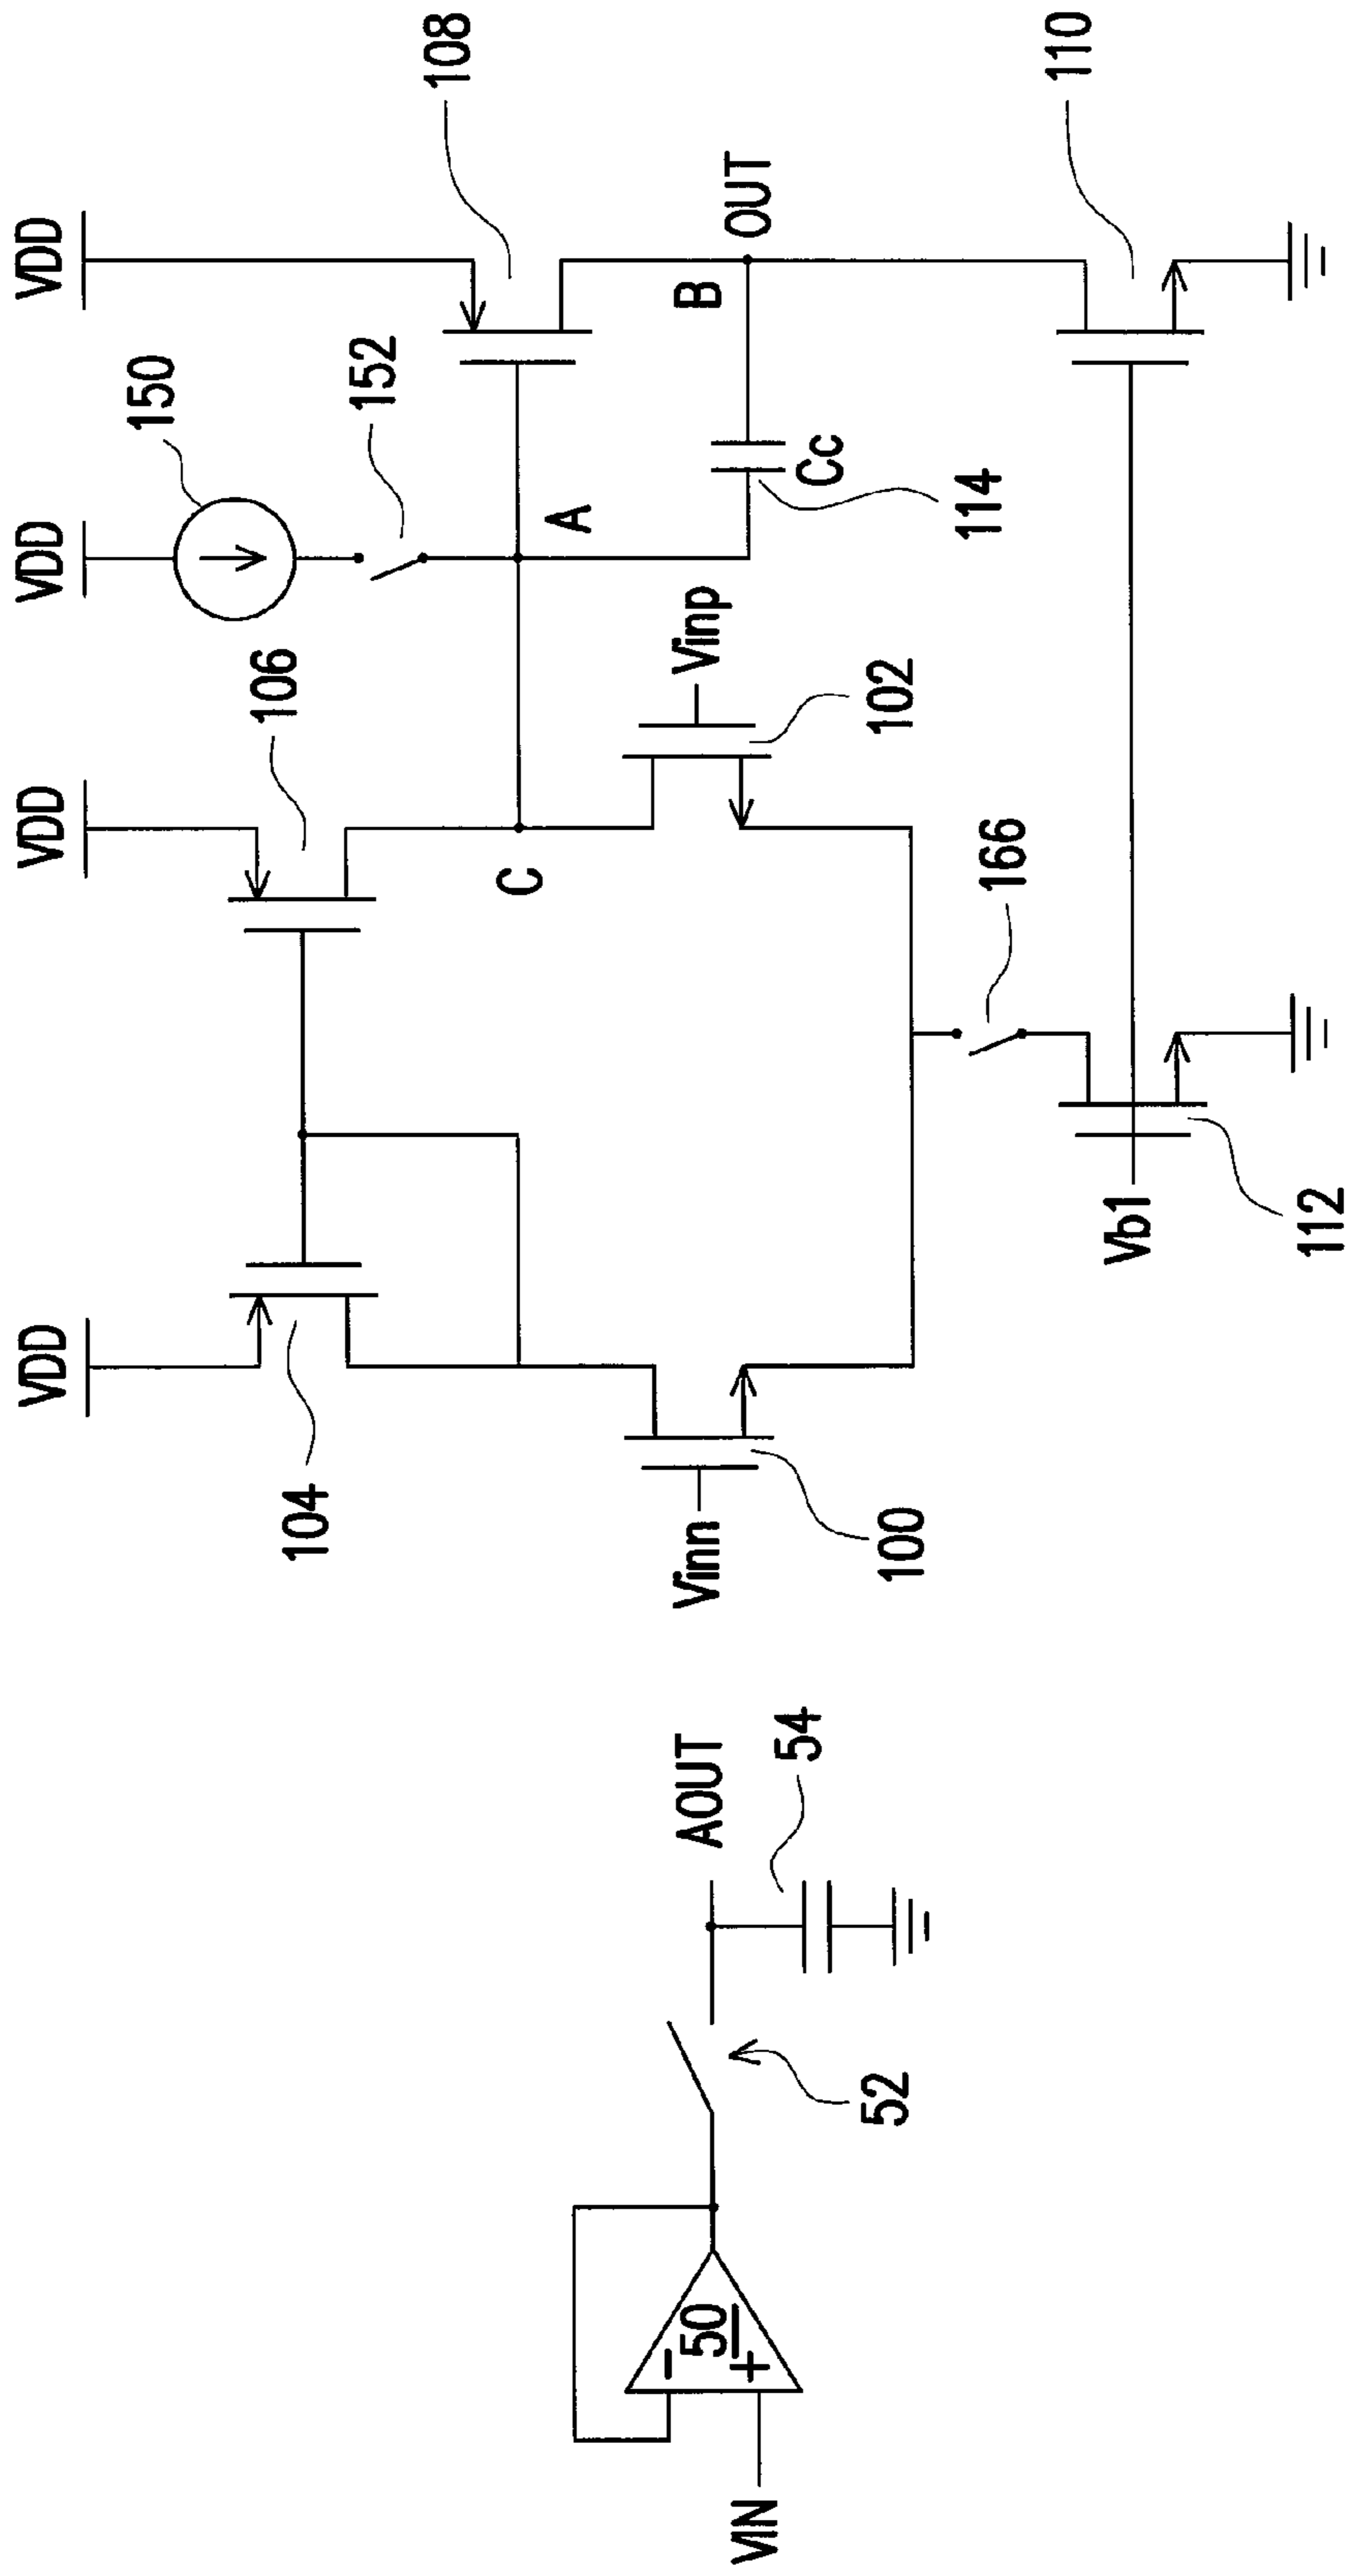 VDD
VDD
VDD
VDD
150
104
106
152
108
A
C
B
OUT
Vinn
Vinp
Cc
100
102
114
166
110
Vb1
112
VIN
-
50
+
AOUT
52
54